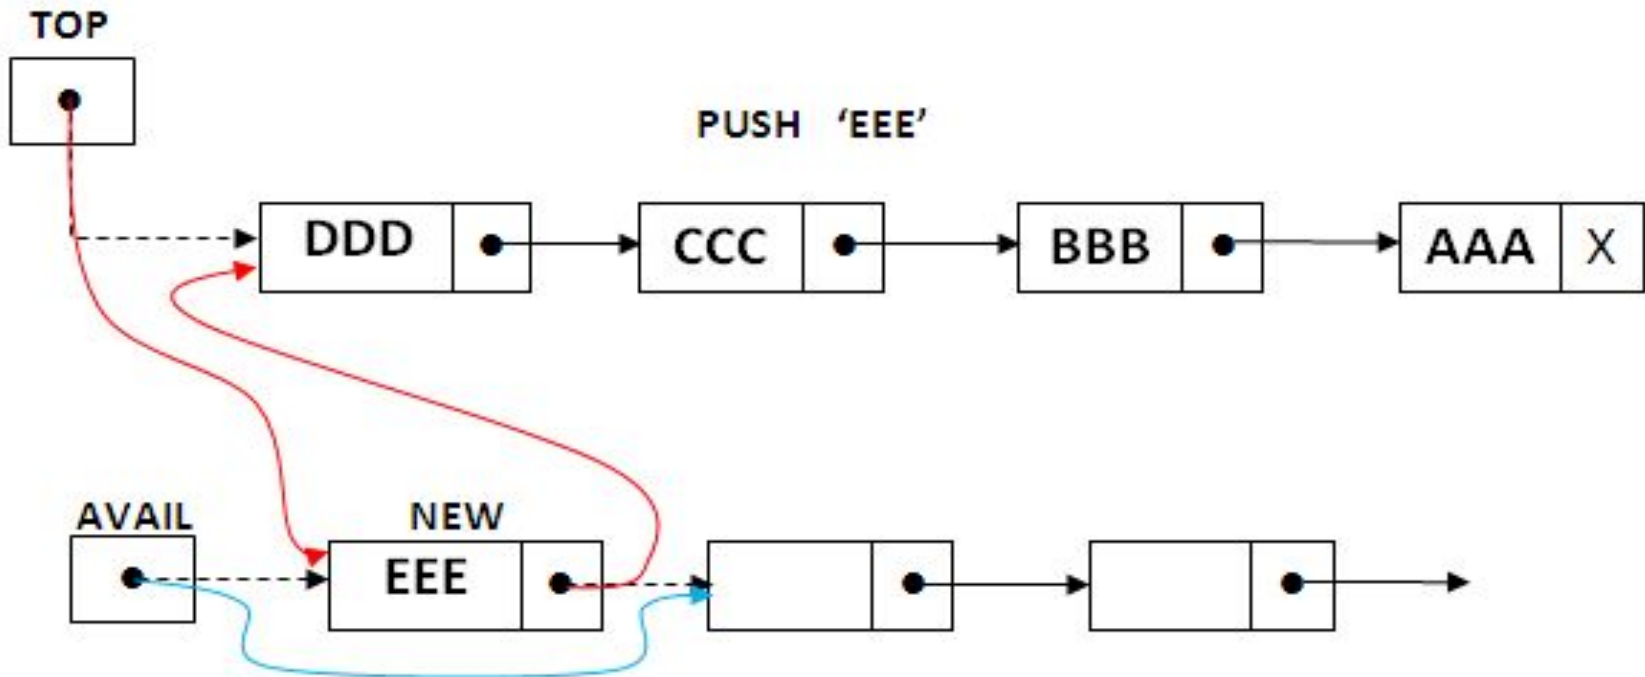 TOP
PUSH ‘EEE’
DDD
CCC
BBB
AAA X
AVAIL
NEW
EEE